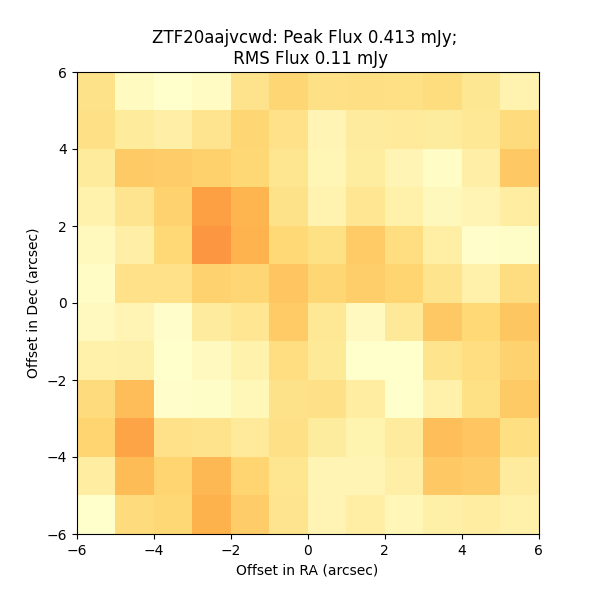 ZTF20aajvcwd: Peak Flux 0.413 mJy;
RMS Flux 0.11 mJy
6
4
2
0
−2
−4
−6
Offset in Dec (arcsec)
−6 −4 −2 0 2 4 6
Offset in RA (arcsec)